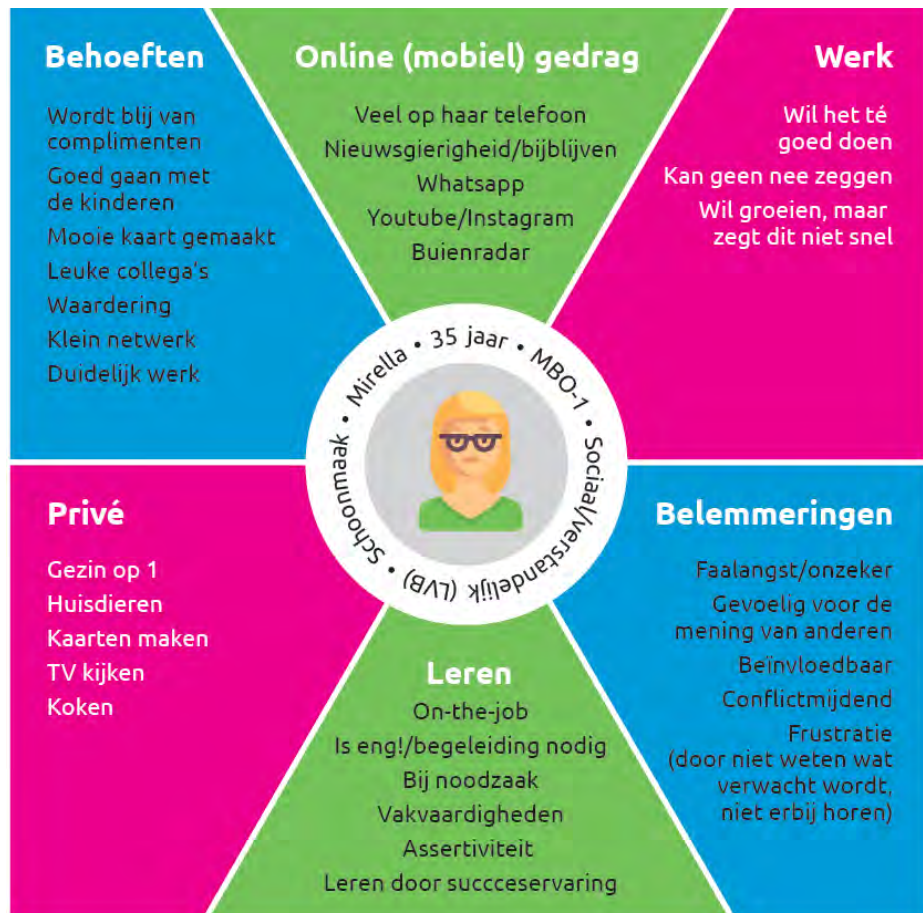 Behoeften
Wordt blij van
complimenten
Goed gaan met
de kinderen
Mooie kaart gemaakt
Leuke collega's
Waardering
Klein netwerk
Duidelijk werk
Online (mobiel) gedrag
Veel op haar telefoon
Nieuwsgierigheid/bijblijven
Whatsapp
Youtube/Instagram
Buienradar
Werk
Wil het té
goed doen
Kan geen nee zeggen
Wil groeien, maar
zegt dit niet snel
Schoonmaak • Mirella • 35 jaar • MBO-1 • Sociaal/verstandelijk (LVB) •
Privé
Gezin op 1
Huisdieren
Kaarten maken
TV kijken
Koken
Leren
On-the-job
Is eng!/begeleiding nodig
Bij noodzaak
Vakvaardigheden
Assertiviteit
Leren door succceservaring
Belemmeringen
Faalangst/onzeker
Gevoelig voor de
mening van anderen
Beïnvloedbaar
Conflictmijdend
Frustratie
(door niet weten wat
verwacht wordt,
niet erbij horen)